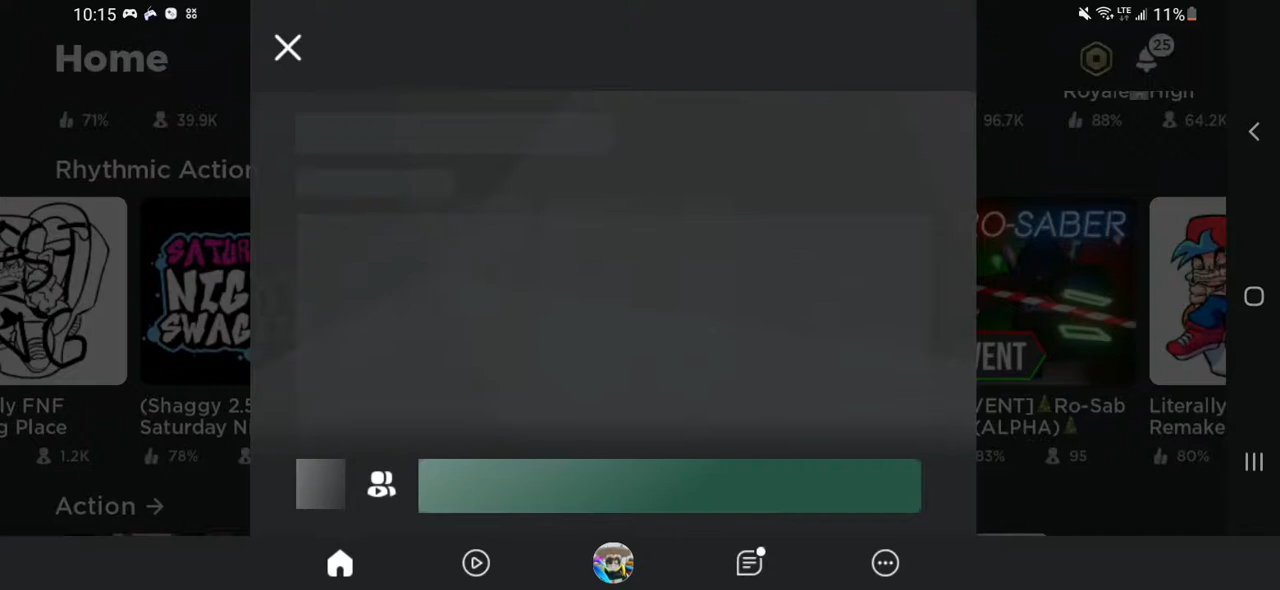 10:15
LTE
11%
Home
25
Royale High
71%
39.9K
96.7K
88%
64.2K
Rhythmic Action
SATUR
NIG
SWAG
RO-SABER
VENT
ly FNF
g Place
(Shaggy 2.5
Saturday Ni
VENT]🎄Ro-Sab
(ALPHA)🎄
Literally
Remake
1.2K
78%
83%
95
80%
Action →